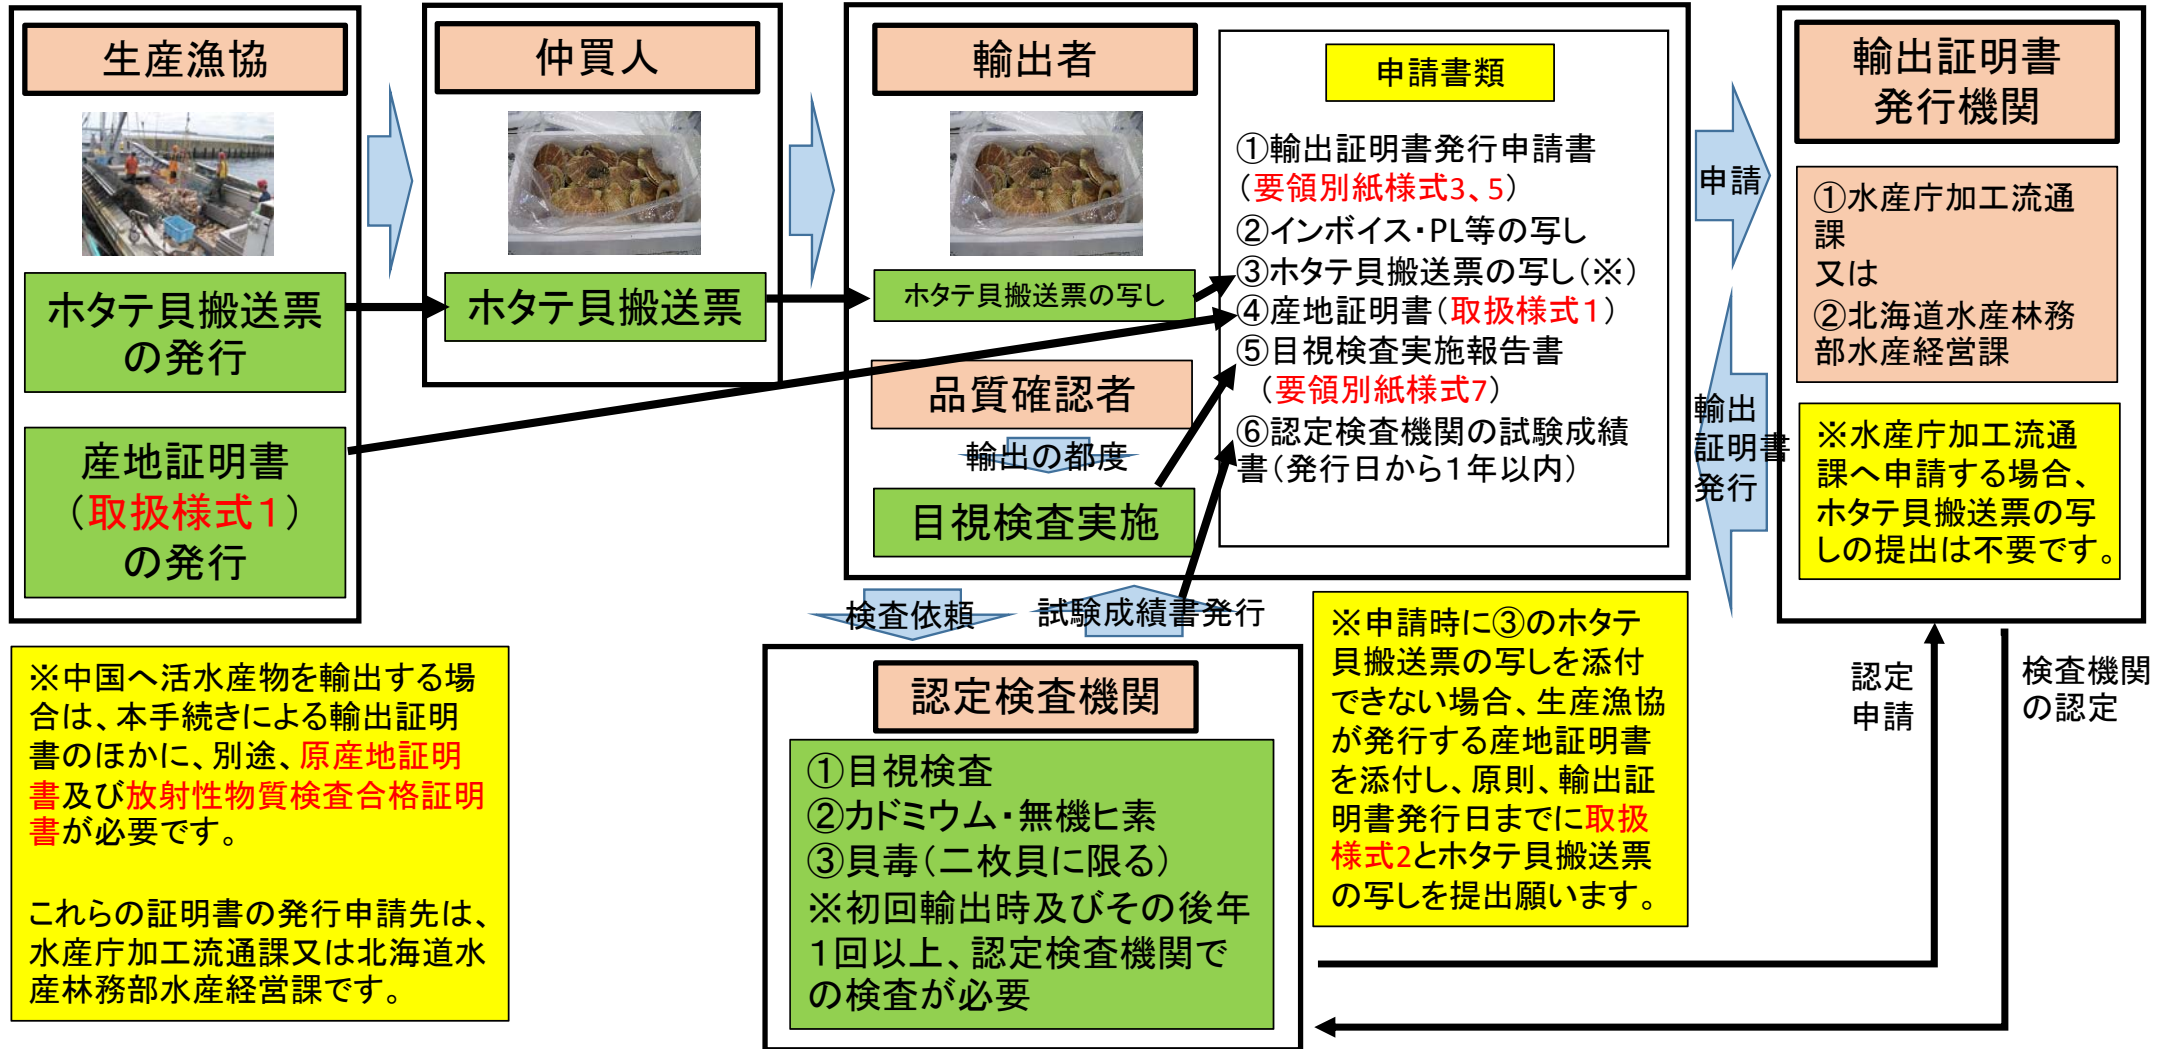 生産漁協
ホタテ貝搬送票
の発行
産地証明書
（取扱様式１）
の発行
仲買人
ホタテ貝搬送票
輸出者
ホタテ貝搬送票の写し
品質確認者
輸出の都度
目視検査実施
申請書類
①輸出証明書発行申請書
（要領別紙様式3、5）
②インボイス・PL等の写し
③ホタテ貝搬送票の写し（※）
④産地証明書（取扱様式１）
⑤目視検査実施報告書
（要領別紙様式7）
⑥認定検査機関の試験成績
書（発行日から１年以内）
申請
輸出
証明書
発行
輸出証明書
発行機関
①水産庁加工流通
課
又は
②北海道水産林務
部水産経営課
※水産庁加工流通
課へ申請する場合、
ホタテ貝搬送票の写
しの提出は不要です。
検査依頼
試験成績書発行
認定検査機関
①目視検査
②カドミウム・無機ヒ素
③貝毒（二枚貝に限る）
※初回輸出時及びその後年
１回以上、認定検査機関で
の検査が必要
※申請時に③のホタテ
貝搬送票の写しを添付
できない場合、生産漁協
が発行する産地証明書
を添付し、原則、輸出証
明書発行日までに取扱
様式2とホタテ貝搬送票
の写しを提出願います。
認定
申請
検査機関
の認定
※中国へ活水産物を輸出する場
合は、本手続きによる輸出証明
書のほかに、別途、原産地証明
書及び放射性物質検査合格証明
書が必要です。
これらの証明書の発行申請先は、
水産庁加工流通課又は北海道水
産林務部水産経営課です。